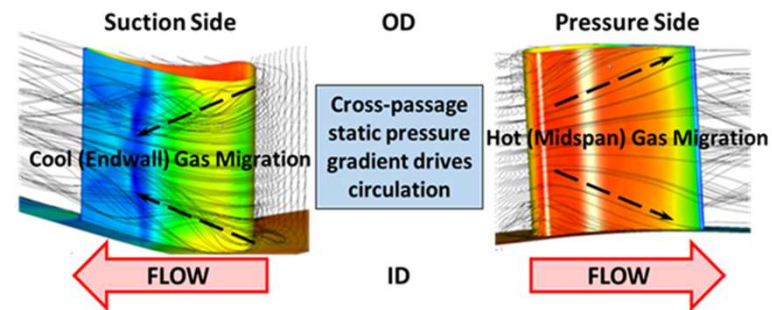 Suction Side
OD
Pressure Side
Cross-passage
static pressure
gradient drives
circulation
Cool (Endwall) Gas Migration
Hot (Midspan) Gas Migration
FLOW
ID
FLOW